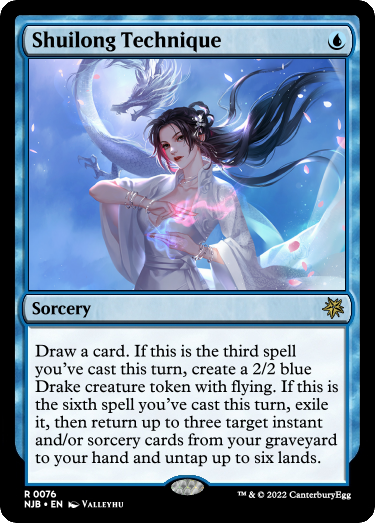 Shuilong Technique
Sorcery
Draw a card. If this is the third spell
you've cast this turn, create a 2/2 blue
Drake creature token with flying. If this is
the sixth spell you've cast this turn, exile
it, then return up to three target instant
and/or sorcery cards from your graveyard
to your hand and untap up to six lands.
R 0076
NJB • EN Valleyhu
™ & © 2022 CanterburyEgg